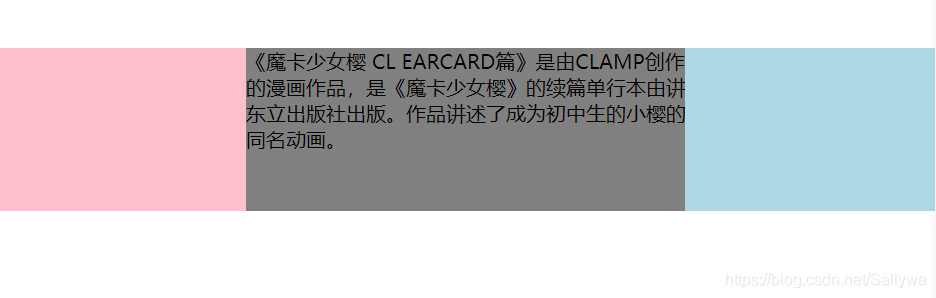 《魔卡少女樱 CL EARCARD篇》是由CLAMP创作
的漫画作品，是《魔卡少女樱》的续篇单行本由讲
东立出版社出版。作品讲述了成为初中生的小樱的
同名动画。
https://blog.csdn.net/Sallywa